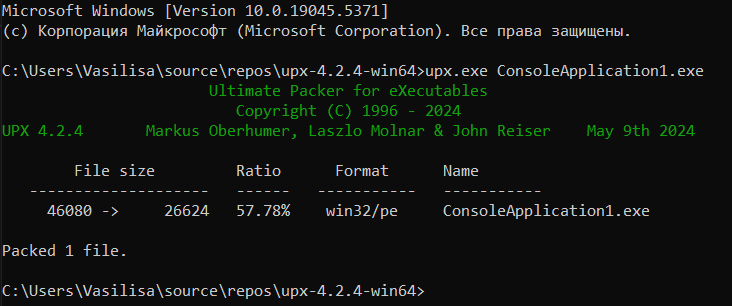 Microsoft Windows [Version 10.0.19045.5371]
(c) Корпорация Майкрософт (Microsoft Corporation). Все права защищены.
C:\Users\Vasilisa\source\repos\upx-4.2.4-win64>upx.exe ConsoleApplication1.exe
Ultimate Packer for eXecutables
Copyright (C) 1996 - 2024
UPX 4.2.4       Markus Oberhumer, Laszlo Molnar & John Reiser    May 9th 2024
File size         Ratio      Format      Name
--------------------   ------   -----------   -----------
46080 ->     26624   57.78%    win32/pe     ConsoleApplication1.exe
Packed 1 file.
C:\Users\Vasilisa\source\repos\upx-4.2.4-win64>